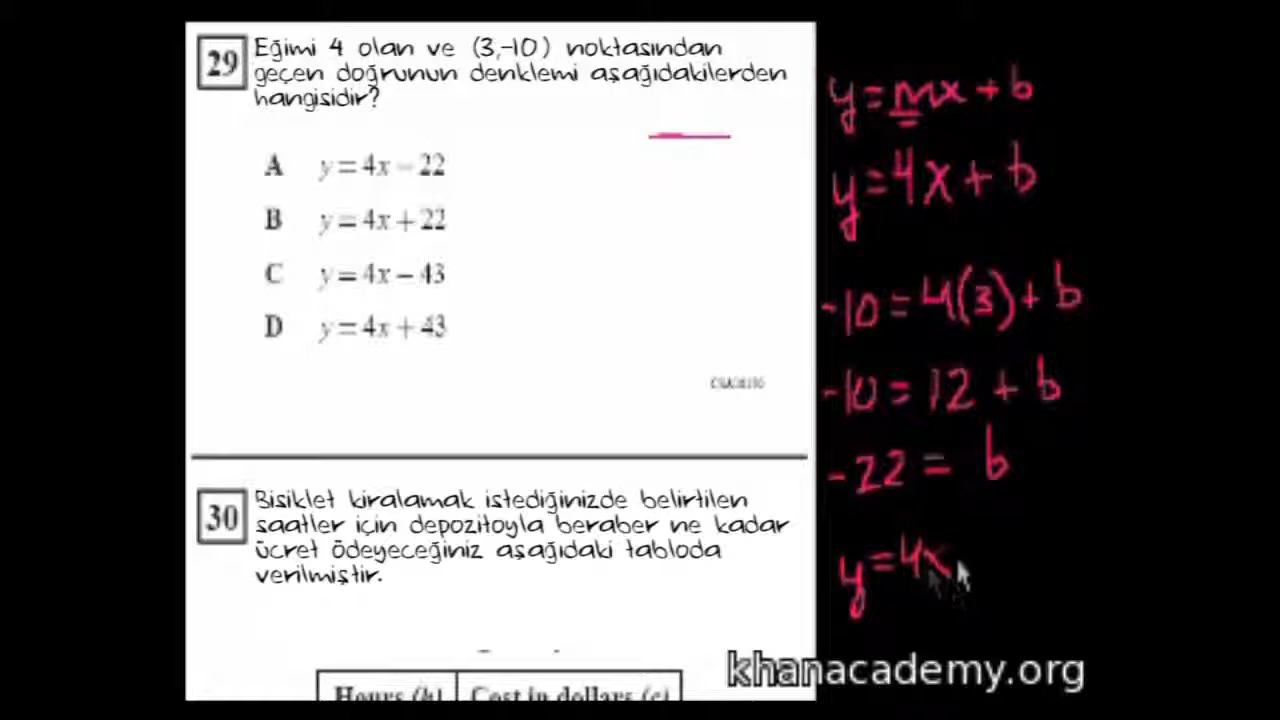 29
Eğimi 4 olan ve (3,-10) noktasından
geçen doğrunun denklemi aşağıdakilerden
hangisidir?
A y = 4x − 22
B y = 4x + 22
C y = 4x − 43
D y = 4x + 43
30
Bisiklet kiralamak istediğinizde belirtilen
saatler için depozitoyla beraber ne kadar
ücret ödeyeceğiniz aşağıdaki tabloda
verilmiştir.
Hours (h) Cost in dollars (c)
y = mx + b
y = 4x + b
-10 = 4(3) + b
-10 = 12 + b
-22 = b
y = 4x
khanacademy.org